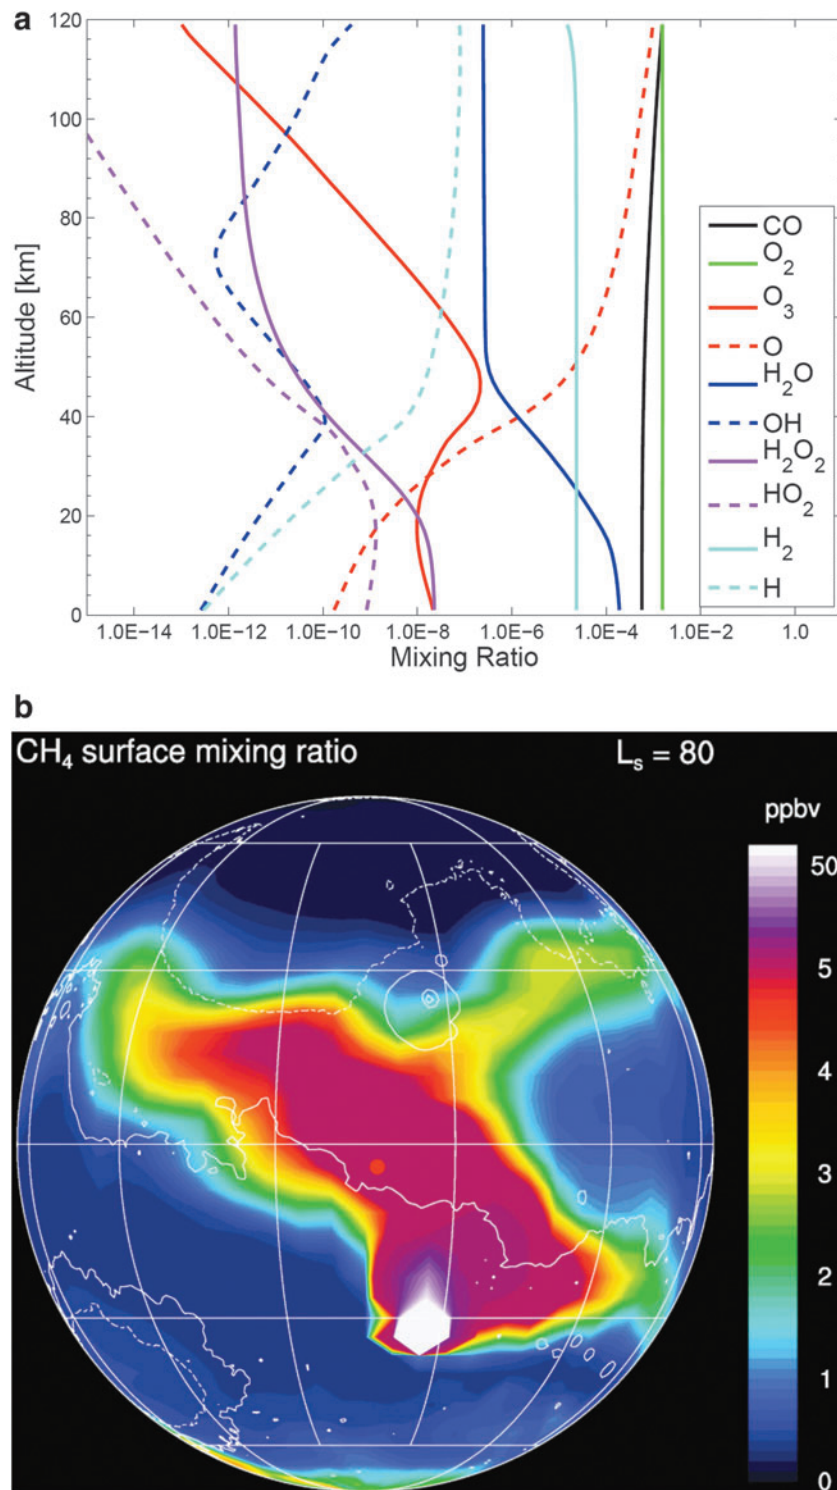 a
120
100
80
60
40
20
0
Altitude [km]
CO
O₂
O₃
O
H₂O
OH
H₂O₂
HO₂
H₂
H
1.0E−14 1.0E−12 1.0E−10 1.0E−8 1.0E−6 1.0E−4 1.0E−2 1.0
Mixing Ratio
b
CH₄ surface mixing ratio Lₛ = 80
ppbv
50
5
4
3
2
1
0